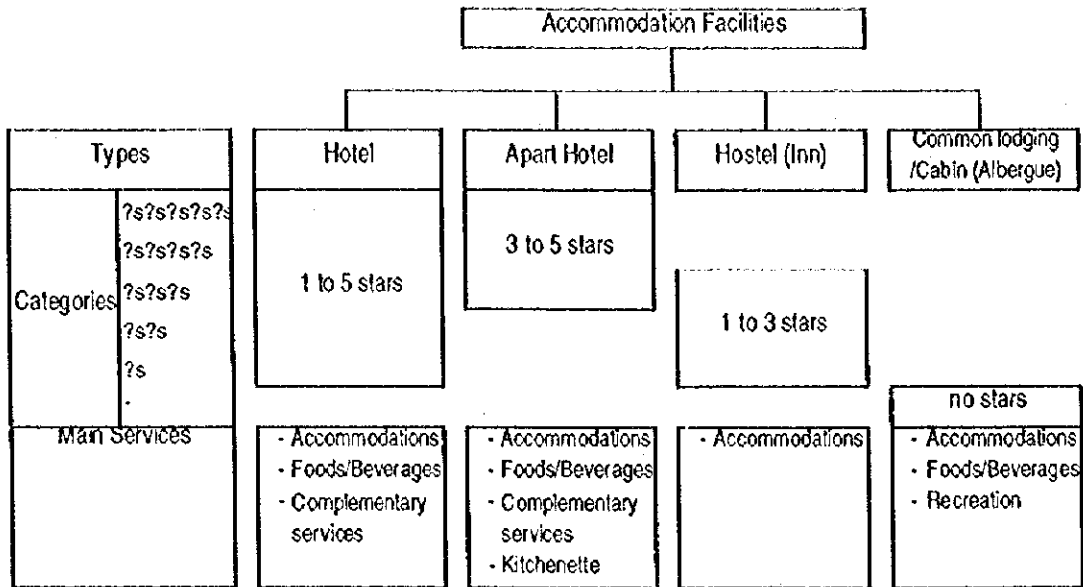 Accommodation Facilities
Types
Hotel
Apart Hotel
Hostel (Inn)
Common lodging
/Cabin (Albergue)
Categories
?s?s?s?s?s
?s?s?s?s
?s?s?s
?s?s
?s
-
1 to 5 stars
3 to 5 stars
1 to 3 stars
no stars
Main Services
- Accommodations
- Foods/Beverages
- Complementary
services
- Accommodations
- Foods/Beverages
- Complementary
services
- Kitchenette
- Accommodations
- Accommodations
- Foods/Beverages
- Recreation